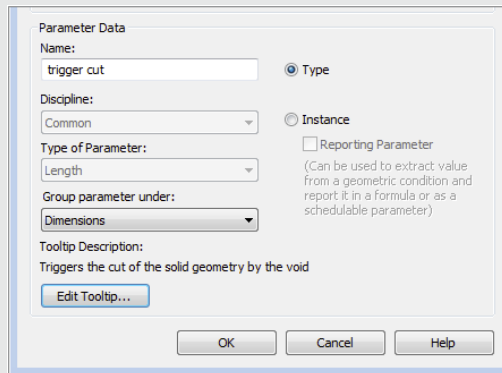 Parameter Data
Name:
trigger cut
Type
Discipline:
Common
Instance
Type of Parameter:
Reporting Parameter
Length
(Can be used to extract value
from a geometric condition and
report it in a formula or as a
schedulable parameter)
Group parameter under:
Dimensions
Tooltip Description:
Triggers the cut of the solid geometry by the void
Edit Tooltip...
OK Cancel Help